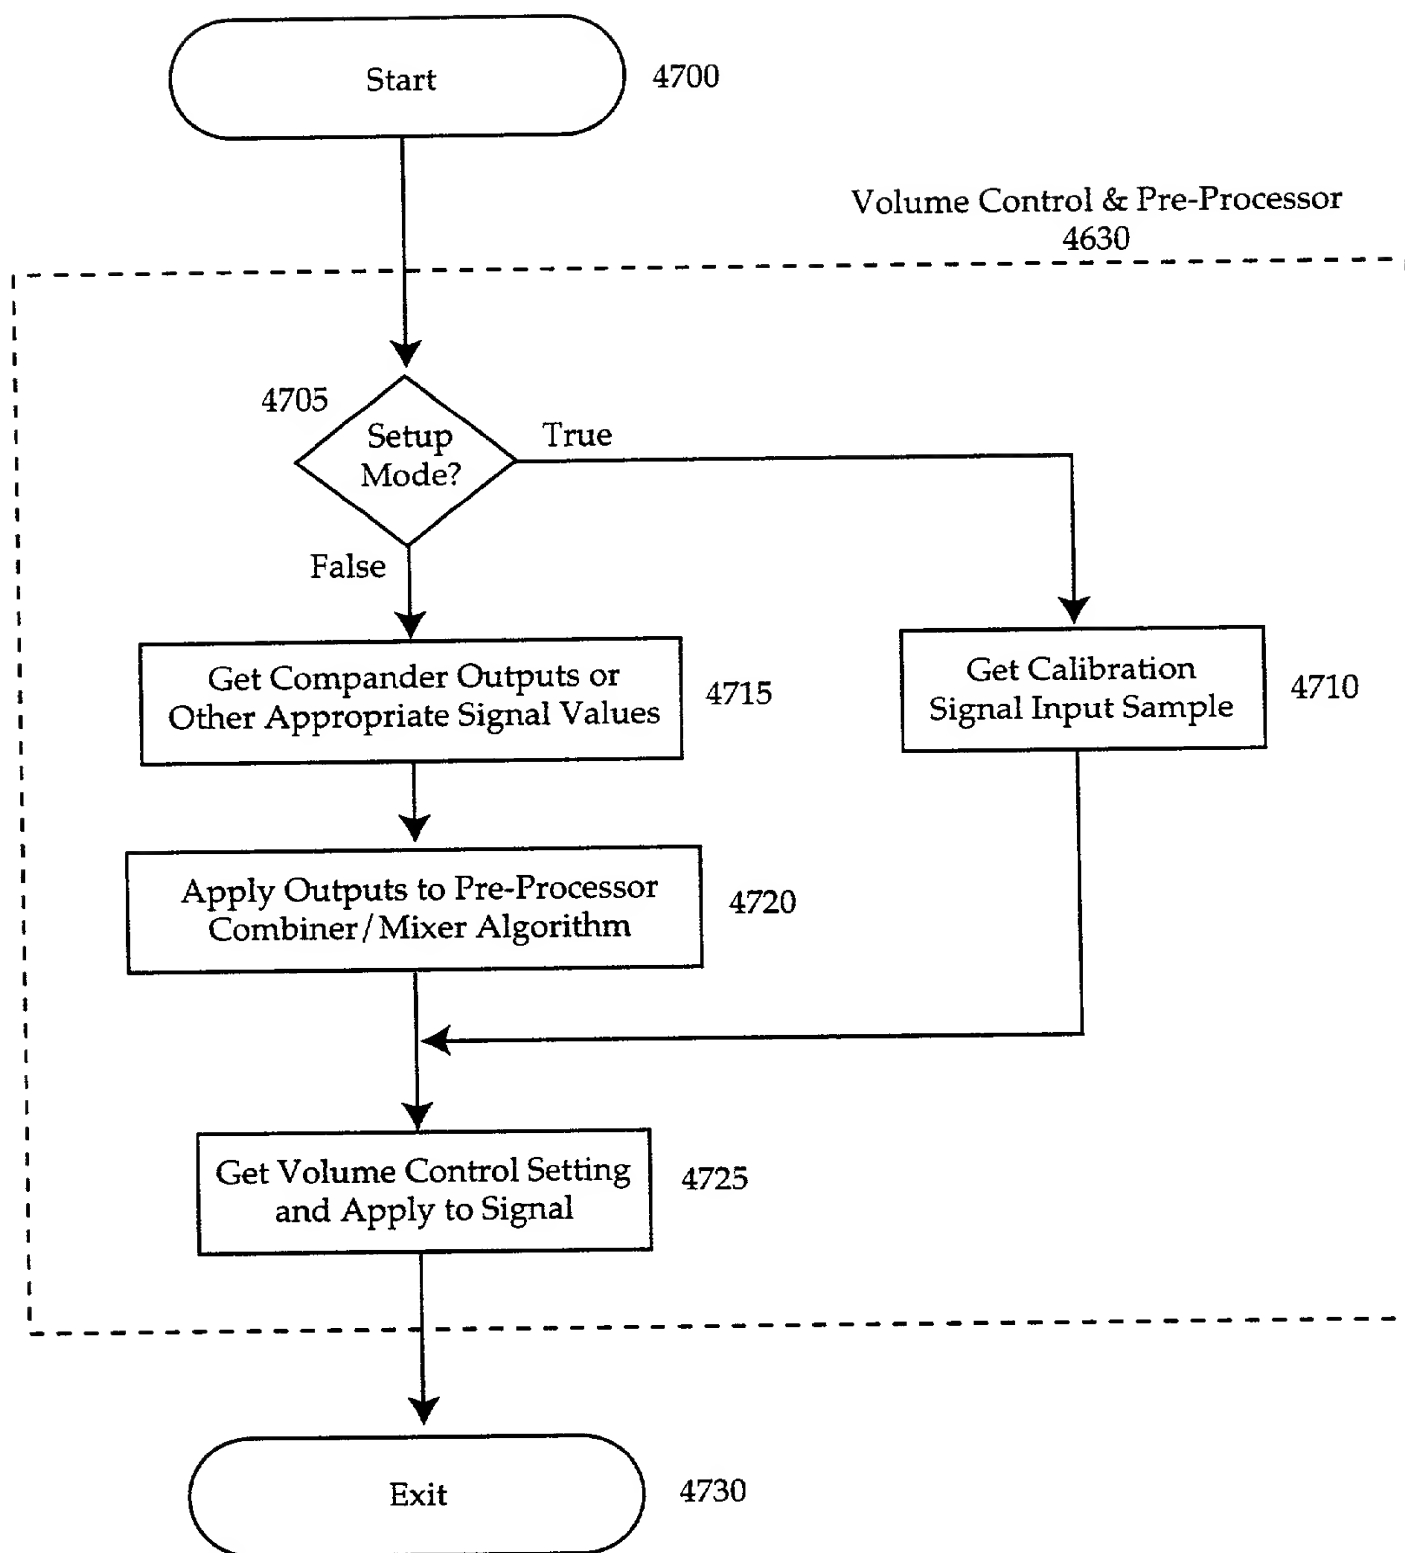 Start
4700
Volume Control & Pre-Processor
4630
4705
Setup
Mode?
True
False
Get Compander Outputs or
Other Appropriate Signal Values
4715
Get Calibration
Signal Input Sample
4710
Apply Outputs to Pre-Processor
Combiner/Mixer Algorithm
4720
Get Volume Control Setting
and Apply to Signal
4725
Exit
4730